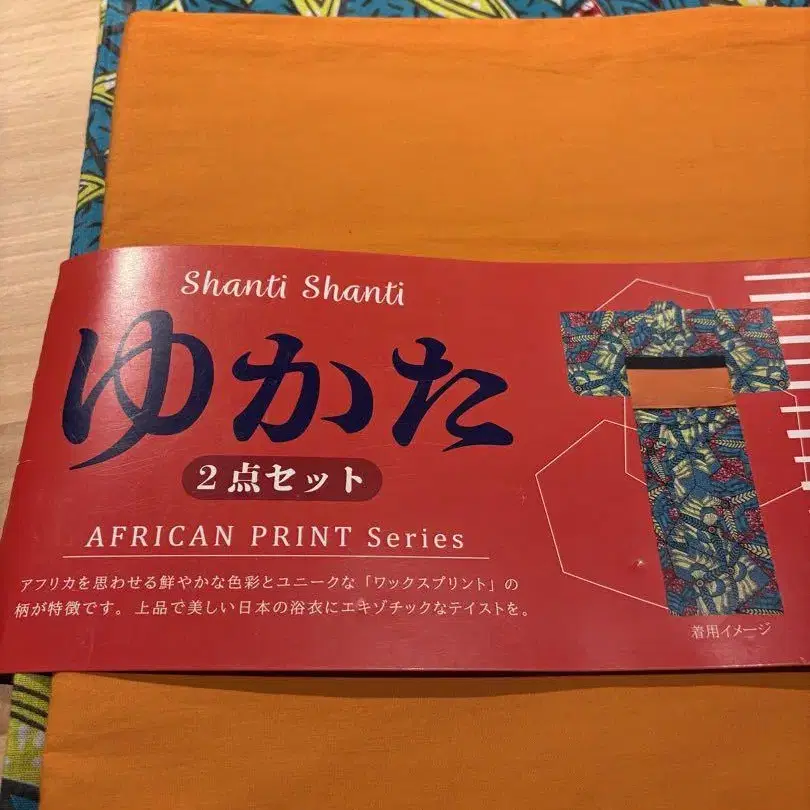 Shanti Shanti
ゆかた
2点セット
AFRICAN PRINT Series
アフリカを思わせる鮮やかな色彩とユニークな「ワックスプリント」の
柄が特徴です。上品で美しい日本の浴衣にエキゾチックなテイストを。
着用イメージ